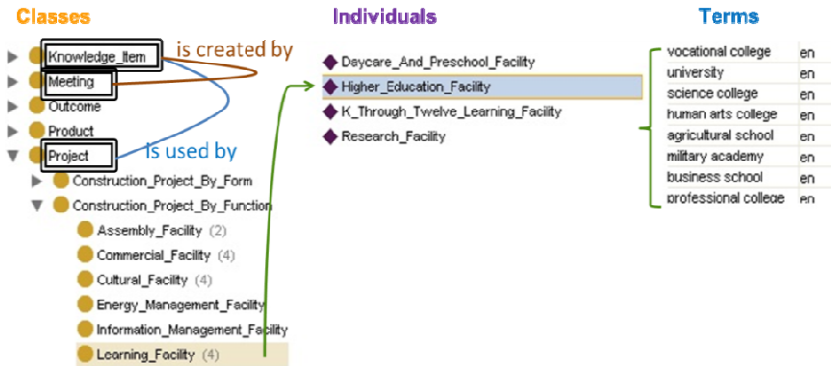 Classes
Knowledge_Item
is created by
Meeting
Outcome
Product
Project
Is used by
Construction_Project_By_Form
Construction_Project_By_Function
Assembly_Facility (2)
Commercial_Facility (4)
Cultural_Facility (4)
Energy_Management_Facility
Information_Management_Facility
Learning_Facility (4)
Individuals
Daycare_And_Preschool_Facility
Higher_Education_Facility
K_Through_Twelve_Learning_Facility
Research_Facility
Terms
vocational college en
university en
science college en
human arts college en
agricultural school en
military academy en
business school en
professional college en